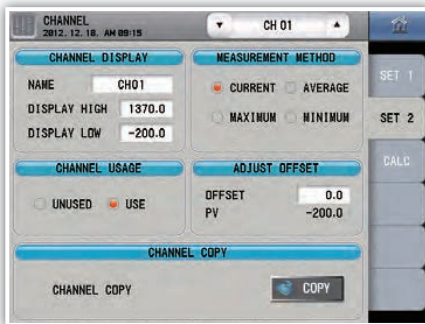 CHANNEL
2012. 12. 18. AM 09:15
▼ CH 01 ▲
CHANNEL DISPLAY
NAME CH01
DISPLAY HIGH 1370.0
DISPLAY LOW -200.0
MEASUREMENT METHOD
CURRENT AVERAGE
MAXIMUM MINIMUM
CHANNEL USAGE
UNUSED USE
ADJUST OFFSET
OFFSET 0.0
PV -200.0
CHANNEL COPY
CHANNEL COPY COPY
SET 1
SET 2
CALC